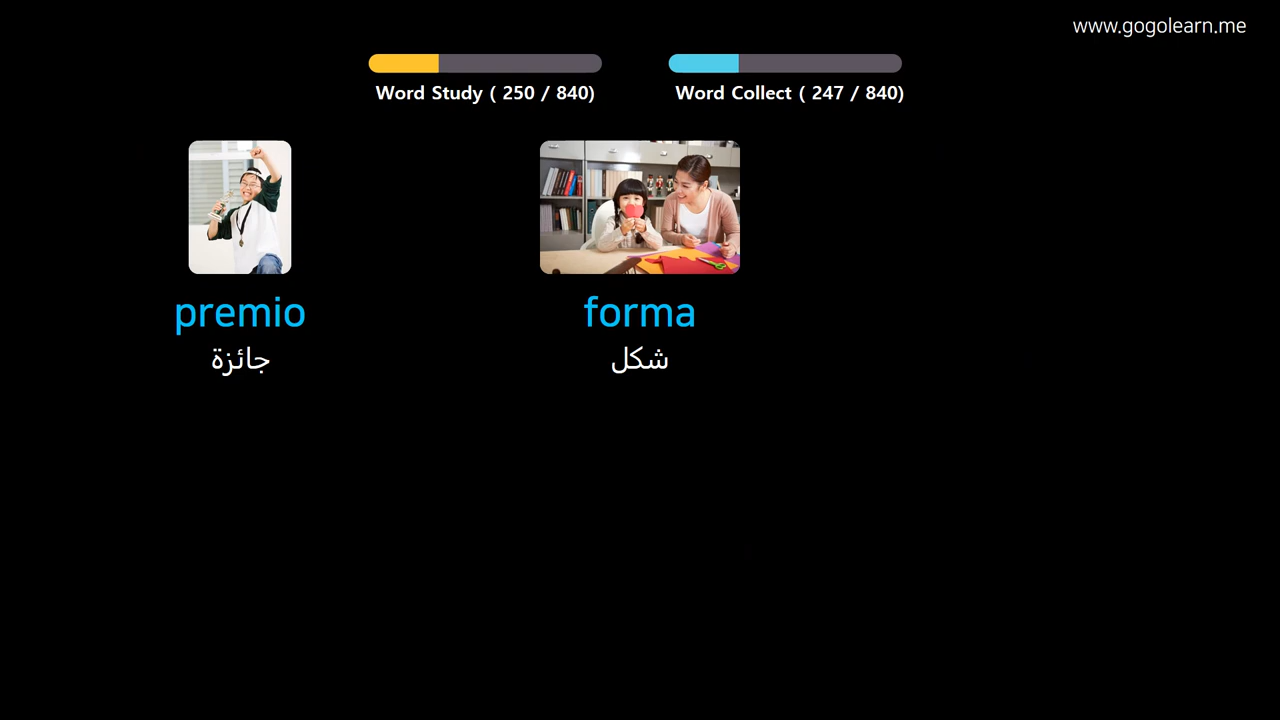 www.gogolearn.me
Word Study ( 250 / 840)
Word Collect ( 247 / 840)
premio
جائزة
forma
شكل